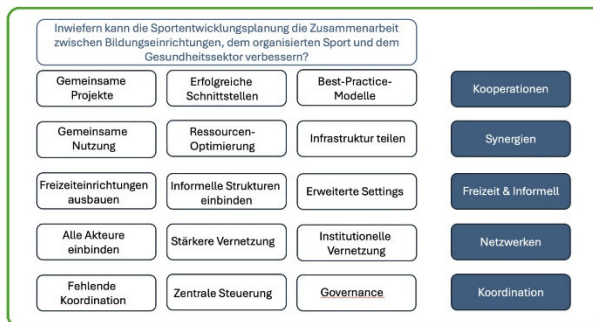 Inwiefern kann die Sportentwicklungsplanung die Zusammenarbeit
zwischen Bildungseinrichtungen, dem organisierten Sport und dem
Gesundheitssektor verbessern?
Gemeinsame
Projekte
Erfolgreiche
Schnittstellen
Best-Practice-
Modelle
Kooperationen
Gemeinsame
Nutzung
Ressourcen-
Optimierung
Infrastruktur teilen
Synergien
Freizeiteinrichtungen
ausbauen
Informelle Strukturen
einbinden
Erweiterte Settings
Freizeit & Informell
Alle Akteure
einbinden
Stärkere Vernetzung
Institutionelle
Vernetzung
Netzwerken
Fehlende
Koordination
Zentrale Steuerung
Governance
Koordination